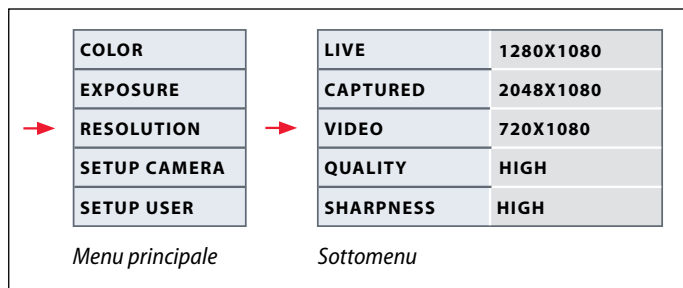 COLOR
EXPOSURE
RESOLUTION
SETUP CAMERA
SETUP USER
Menu principale
LIVE 1280X1080
CAPTURED 2048X1080
VIDEO 720X1080
QUALITY HIGH
SHARPNESS HIGH
Sottomenu